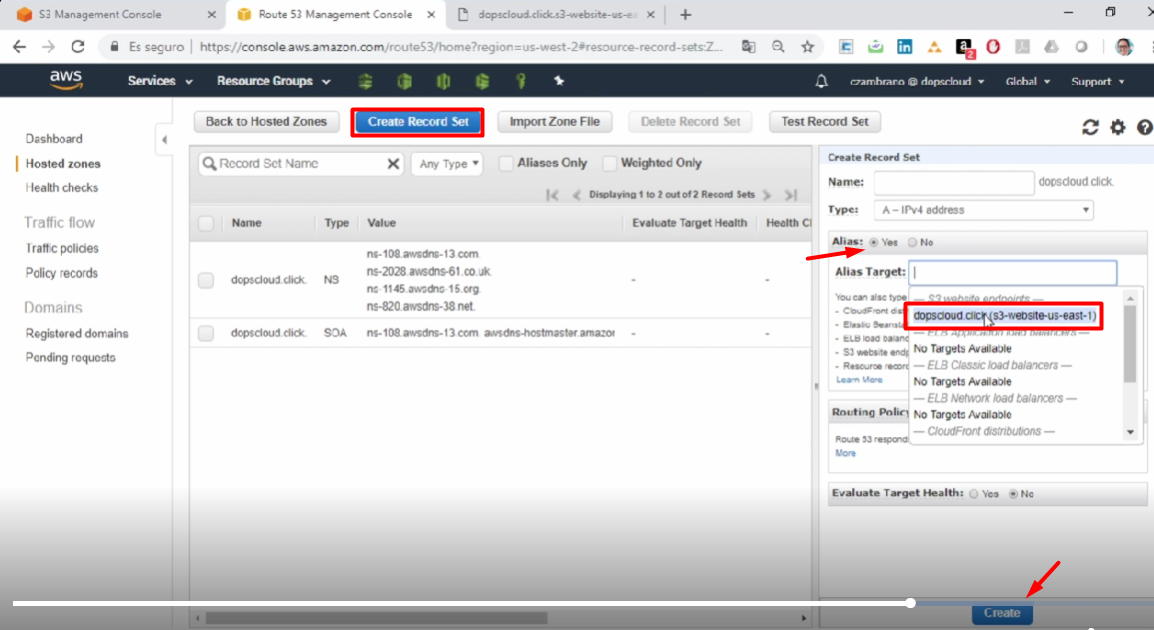 S3 Management Console
Route 53 Management Console
dopscloud.click.s3-website-us-ea
Es seguro
https://console.aws.amazon.com/route53/home?region=us-west-2#resource-record-sets:Z...
aws
Services
Resource Groups
czambrano @ dopscloud
Global
Support
Dashboard
Hosted zones
Health checks
Traffic flow
Traffic policies
Policy records
Domains
Registered domains
Pending requests
Back to Hosted Zones
Create Record Set
Import Zone File
Delete Record Set
Test Record Set
Record Set Name
Any Type
Aliases Only
Weighted Only
Displaying 1 to 2 out of 2 Record Sets
Name
Type
Value
Evaluate Target Health
Health Cl
dopscloud.click.
NS
ns-108.awsdns-13.com.
ns-2028.awsdns-61.co.uk.
ns-1145.awsdns-15.org.
ns-820.awsdns-38.net.
-
-
dopscloud.click.
SOA
ns-108.awsdns-13.com. awsdns-hostmaster.amazor
-
-
Create Record Set
Name:
dopscloud.click.
Type:
A – IPv4 address
Alias:
Yes
No
Alias Target:
You can also type
- CloudFront dis
- Elastic Beansta
- ELB load balanc
- S3 website endp
- Resource recor
Learn More
— S3 website endpoints —
dopscloud.click (s3-website-us-east-1)
— ELB Application load balancers —
No Targets Available
— ELB Classic load balancers —
No Targets Available
— ELB Network load balancers —
No Targets Available
— CloudFront distributions —
Routing Policy
Route 53 respond
More
Evaluate Target Health:
Yes
No
Create